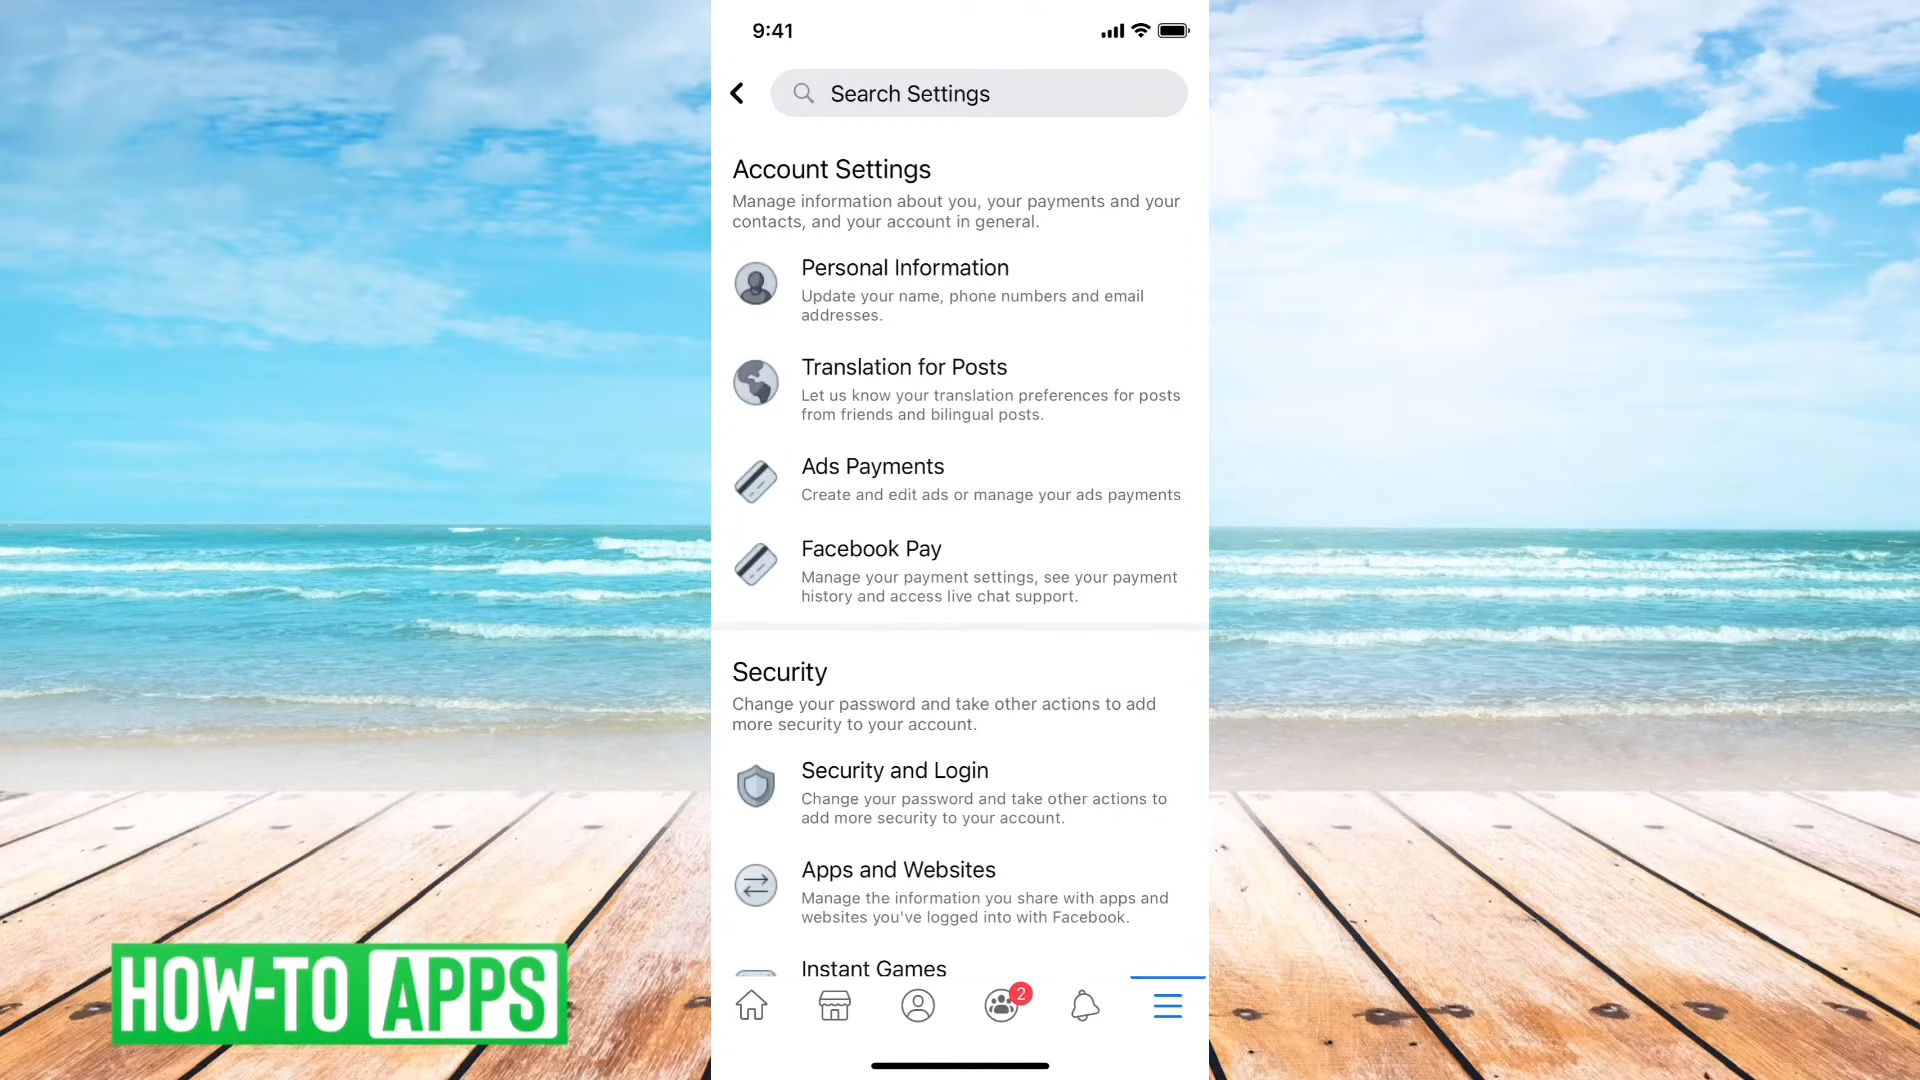 9:41
Search Settings
Account Settings
Manage information about you, your payments and your
contacts, and your account in general.
Personal Information
Update your name, phone numbers and email
addresses.
Translation for Posts
Let us know your translation preferences for posts
from friends and bilingual posts.
Ads Payments
Create and edit ads or manage your ads payments
Facebook Pay
Manage your payment settings, see your payment
history and access live chat support.
Security
Change your password and take other actions to add
more security to your account.
Security and Login
Change your password and take other actions to
add more security to your account.
Apps and Websites
Manage the information you share with apps and
websites you've logged into with Facebook.
Instant Games
2
HOW-TO APPS